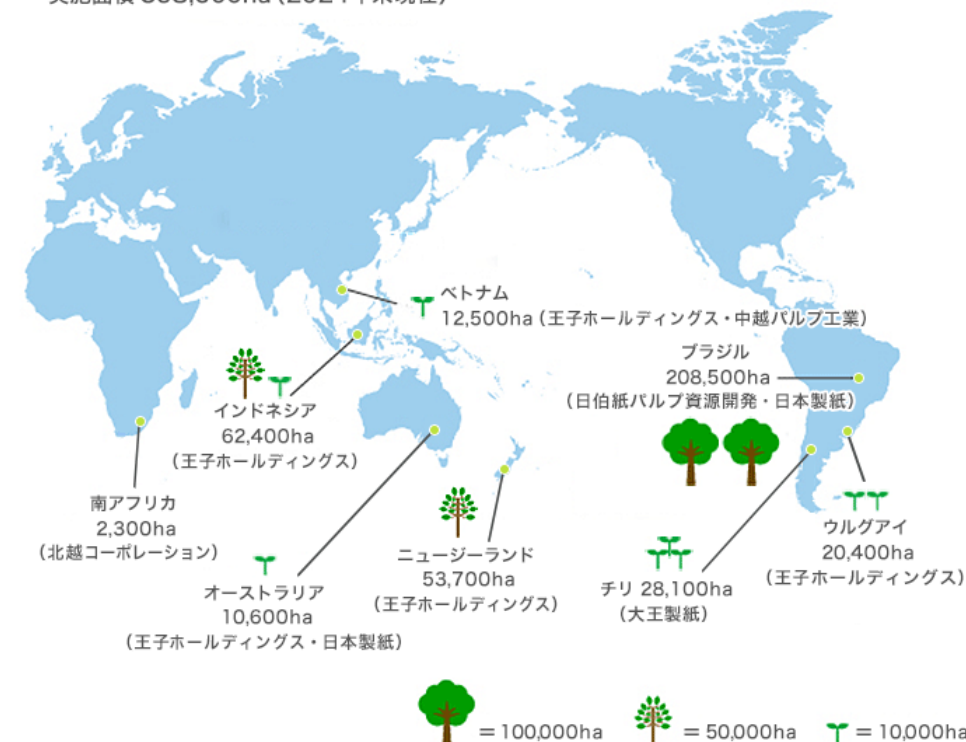 ベトナム
12,500ha（王子ホールディングス・中越パルプ工業）
ブラジル
208,500ha
（日伯紙パルプ資源開発・日本製紙）
インドネシア
62,400ha
（王子ホールディングス）
南アフリカ
2,300ha
（北越コーポレーション）
ウルグアイ
20,400ha
（王子ホールディングス）
ニュージーランド
53,700ha
（王子ホールディングス）
チリ 28,100ha
（大王製紙）
オーストラリア
10,600ha
（王子ホールディングス・日本製紙）
＝100,000ha
＝50,000ha
＝10,000ha